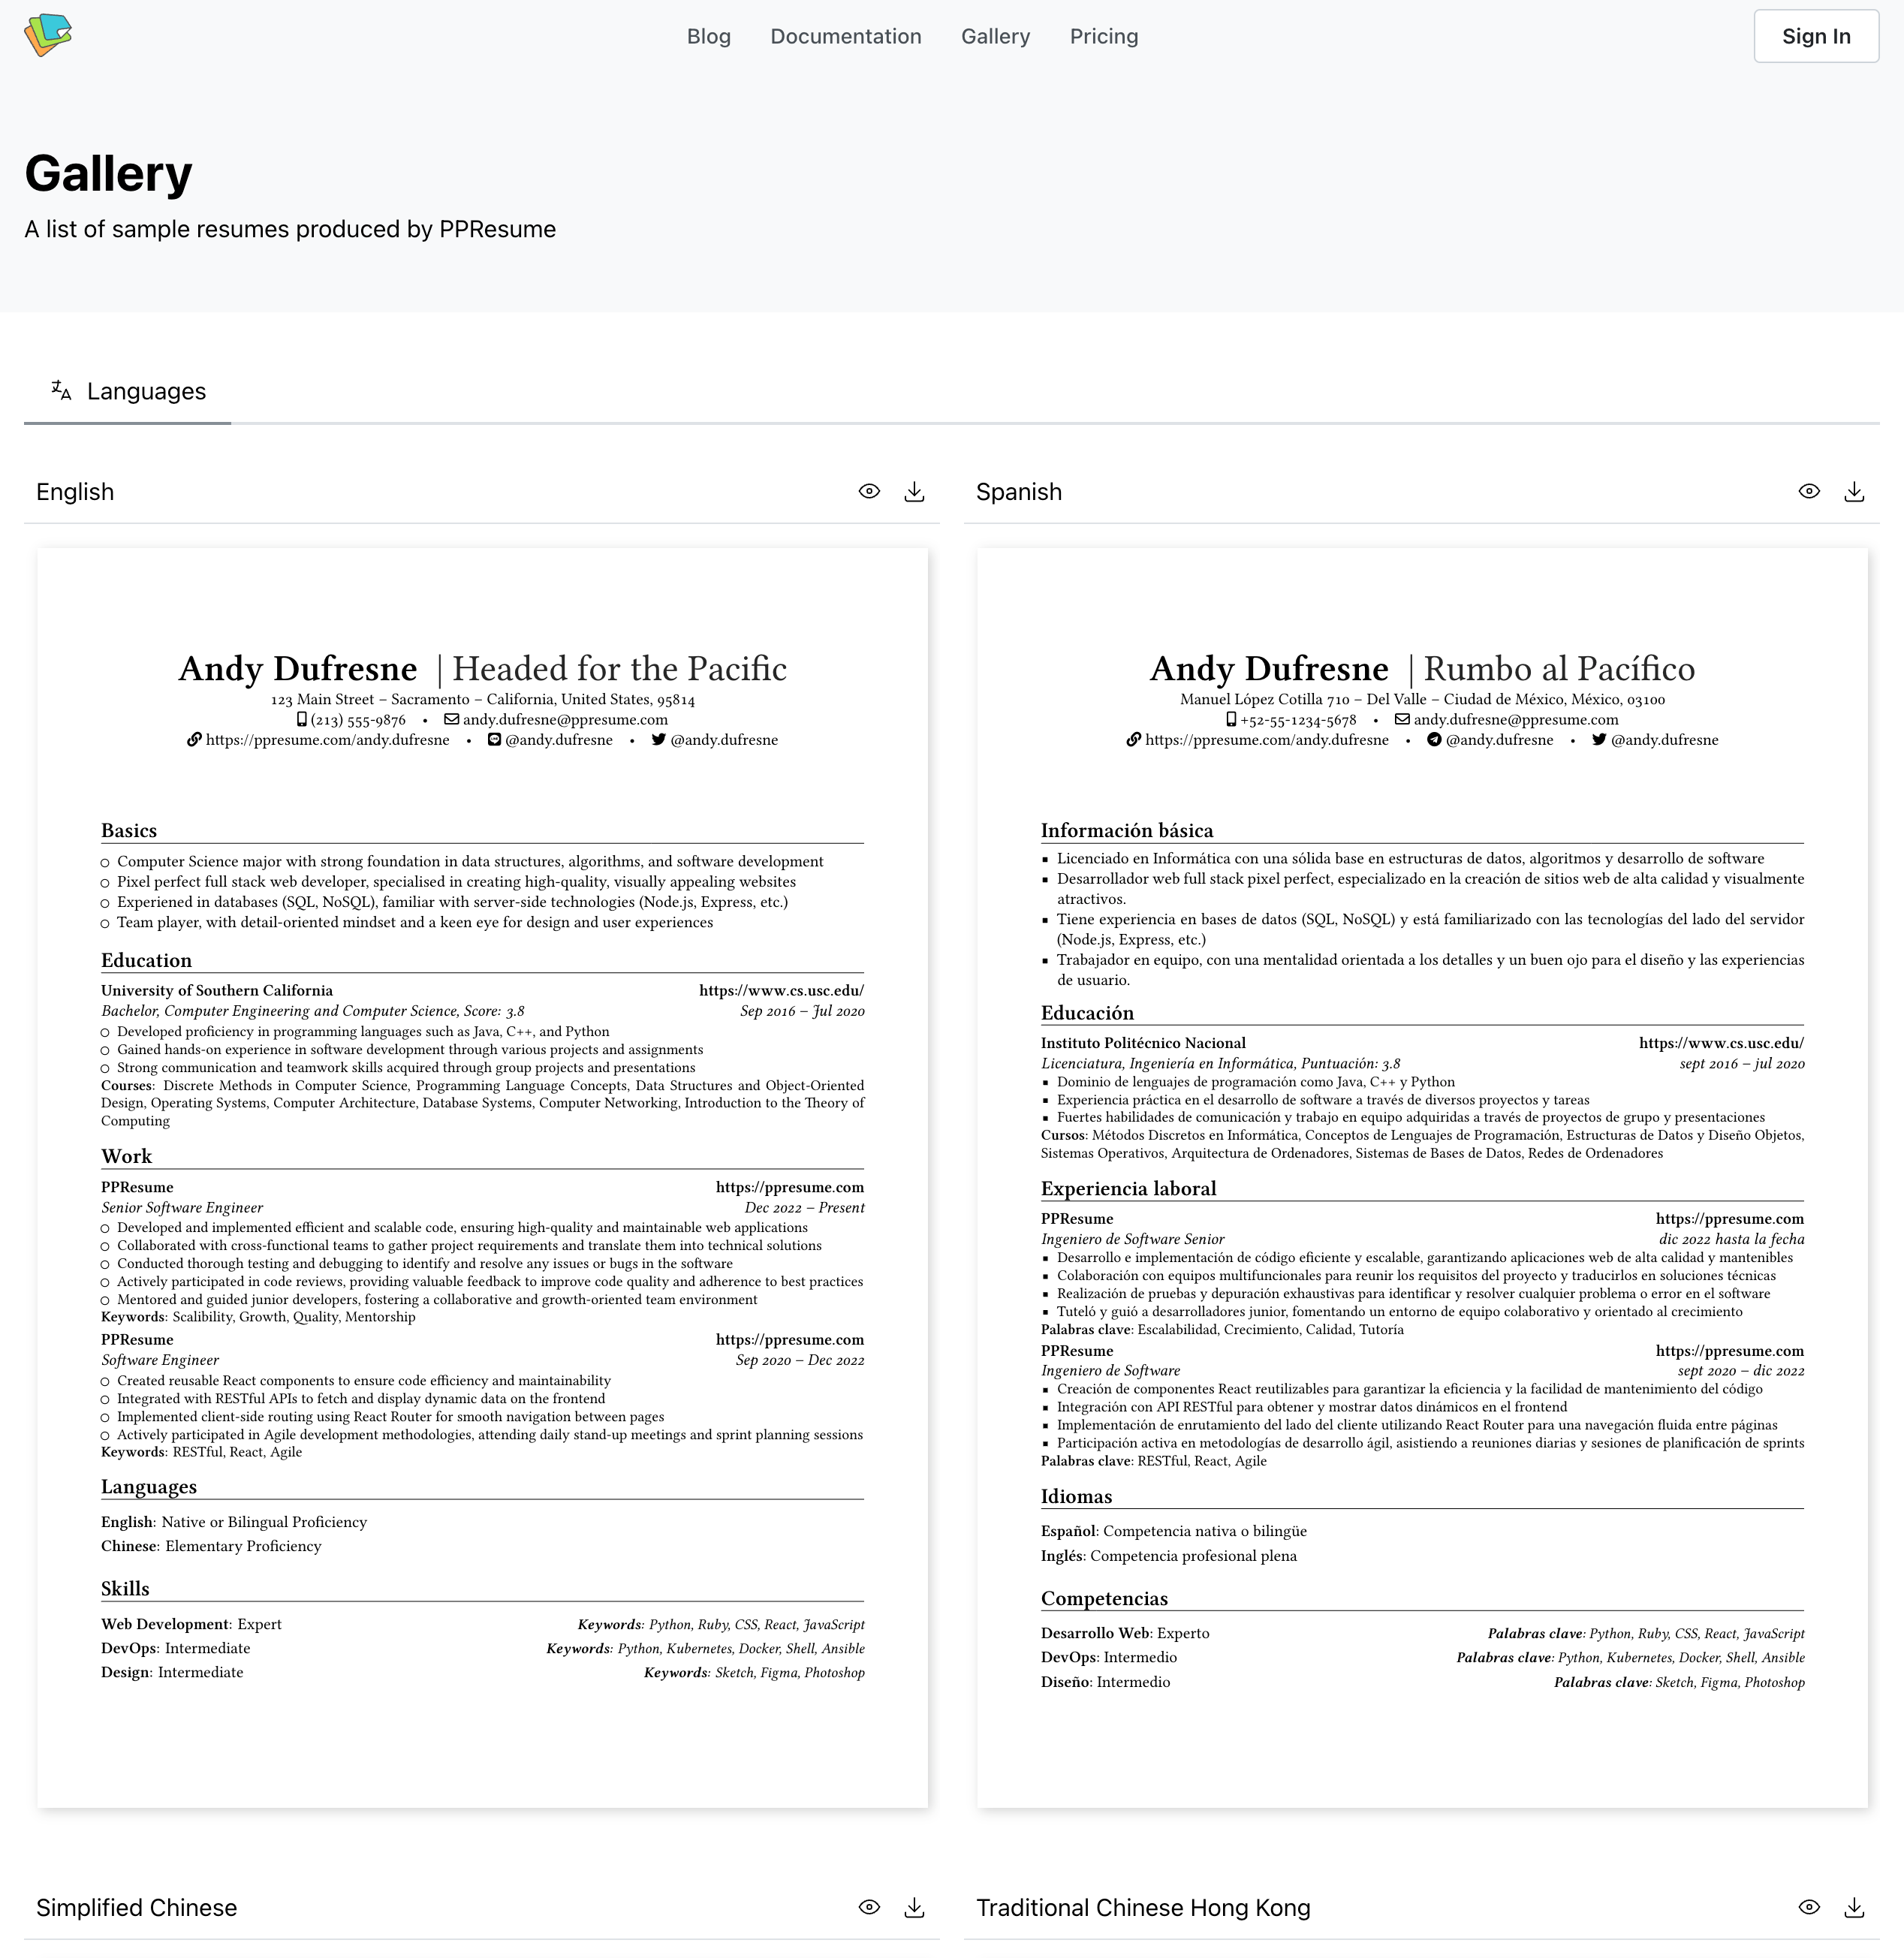 Blog Documentation Gallery Pricing Sign In
Gallery
A list of sample resumes produced by PPResume
Languages
English
Andy Dufresne | Headed for the Pacific
123 Main Street – Sacramento – California, United States, 95814
(213) 555-9876 • andy.dufresne@ppresume.com
https://ppresume.com/andy.dufresne • @andy.dufresne • @andy.dufresne
Basics
Computer Science major with strong foundation in data structures, algorithms, and software development
Pixel perfect full stack web developer, specialised in creating high-quality, visually appealing websites
Experiened in databases (SQL, NoSQL), familiar with server-side technologies (Node.js, Express, etc.)
Team player, with detail-oriented mindset and a keen eye for design and user experiences
Education
University of Southern California https://www.cs.usc.edu/
Bachelor, Computer Engineering and Computer Science, Score: 3.8 Sep 2016 – Jul 2020
Developed proficiency in programming languages such as Java, C++, and Python
Gained hands-on experience in software development through various projects and assignments
Strong communication and teamwork skills acquired through group projects and presentations
Courses: Discrete Methods in Computer Science, Programming Language Concepts, Data Structures and Object-Oriented
Design, Operating Systems, Computer Architecture, Database Systems, Computer Networking, Introduction to the Theory of
Computing
Work
PPResume https://ppresume.com
Senior Software Engineer Dec 2022 – Present
Developed and implemented efficient and scalable code, ensuring high-quality and maintainable web applications
Collaborated with cross-functional teams to gather project requirements and translate them into technical solutions
Conducted thorough testing and debugging to identify and resolve any issues or bugs in the software
Actively participated in code reviews, providing valuable feedback to improve code quality and adherence to best practices
Mentored and guided junior developers, fostering a collaborative and growth-oriented team environment
Keywords: Scalibility, Growth, Quality, Mentorship
PPResume https://ppresume.com
Software Engineer Sep 2020 – Dec 2022
Created reusable React components to ensure code efficiency and maintainability
Integrated with RESTful APIs to fetch and display dynamic data on the frontend
Implemented client-side routing using React Router for smooth navigation between pages
Actively participated in Agile development methodologies, attending daily stand-up meetings and sprint planning sessions
Keywords: RESTful, React, Agile
Languages
English: Native or Bilingual Proficiency
Chinese: Elementary Proficiency
Skills
Web Development: Expert Keywords: Python, Ruby, CSS, React, JavaScript
DevOps: Intermediate Keywords: Python, Kubernetes, Docker, Shell, Ansible
Design: Intermediate Keywords: Sketch, Figma, Photoshop
Spanish
Andy Dufresne | Rumbo al Pacífico
Manuel López Cotilla 710 – Del Valle – Ciudad de México, México, 03100
+52-55-1234-5678 • andy.dufresne@ppresume.com
https://ppresume.com/andy.dufresne • @andy.dufresne • @andy.dufresne
Información básica
Licenciado en Informática con una sólida base en estructuras de datos, algoritmos y desarrollo de software
Desarrollador web full stack pixel perfect, especializado en la creación de sitios web de alta calidad y visualmente
atractivos.
Tiene experiencia en bases de datos (SQL, NoSQL) y está familiarizado con las tecnologías del lado del servidor
(Node.js, Express, etc.)
Trabajador en equipo, con una mentalidad orientada a los detalles y un buen ojo para el diseño y las experiencias
de usuario.
Educación
Instituto Politécnico Nacional https://www.cs.usc.edu/
Licenciatura, Ingeniería en Informática, Puntuación: 3.8 sept 2016 – jul 2020
Dominio de lenguajes de programación como Java, C++ y Python
Experiencia práctica en el desarrollo de software a través de diversos proyectos y tareas
Fuertes habilidades de comunicación y trabajo en equipo adquiridas a través de proyectos de grupo y presentaciones
Cursos: Métodos Discretos en Informática, Conceptos de Lenguajes de Programación, Estructuras de Datos y Diseño Objetos,
Sistemas Operativos, Arquitectura de Ordenadores, Sistemas de Bases de Datos, Redes de Ordenadores
Experiencia laboral
PPResume https://ppresume.com
Ingeniero de Software Senior dic 2022 hasta la fecha
Desarrollo e implementación de código eficiente y escalable, garantizando aplicaciones web de alta calidad y mantenibles
Colaboración con equipos multifuncionales para reunir los requisitos del proyecto y traducirlos en soluciones técnicas
Realización de pruebas y depuración exhaustivas para identificar y resolver cualquier problema o error en el software
Tuteló y guió a desarrolladores junior, fomentando un entorno de equipo colaborativo y orientado al crecimiento
Palabras clave: Escalabilidad, Crecimiento, Calidad, Tutoría
PPResume https://ppresume.com
Ingeniero de Software sept 2020 – dic 2022
Creación de componentes React reutilizables para garantizar la eficiencia y la facilidad de mantenimiento del código
Integración con API RESTful para obtener y mostrar datos dinámicos en el frontend
Implementación de enrutamiento del lado del cliente utilizando React Router para una navegación fluida entre páginas
Participación activa en metodologías de desarrollo ágil, asistiendo a reuniones diarias y sesiones de planificación de sprints
Palabras clave: RESTful, React, Agile
Idiomas
Español: Competencia nativa o bilingüe
Inglés: Competencia profesional plena
Competencias
Desarrollo Web: Experto Palabras clave: Python, Ruby, CSS, React, JavaScript
DevOps: Intermedio Palabras clave: Python, Kubernetes, Docker, Shell, Ansible
Diseño: Intermedio Palabras clave: Sketch, Figma, Photoshop
Simplified Chinese
Traditional Chinese Hong Kong